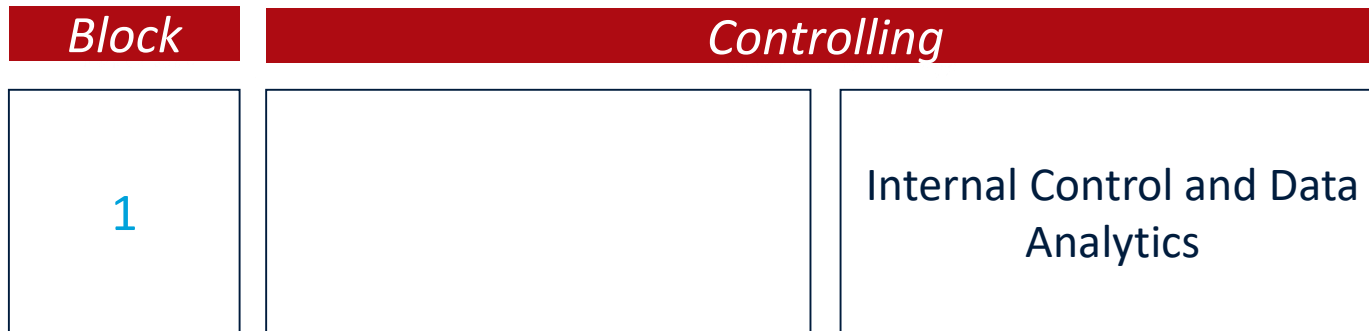 Block
Controlling
1
Internal Control and Data
Analytics